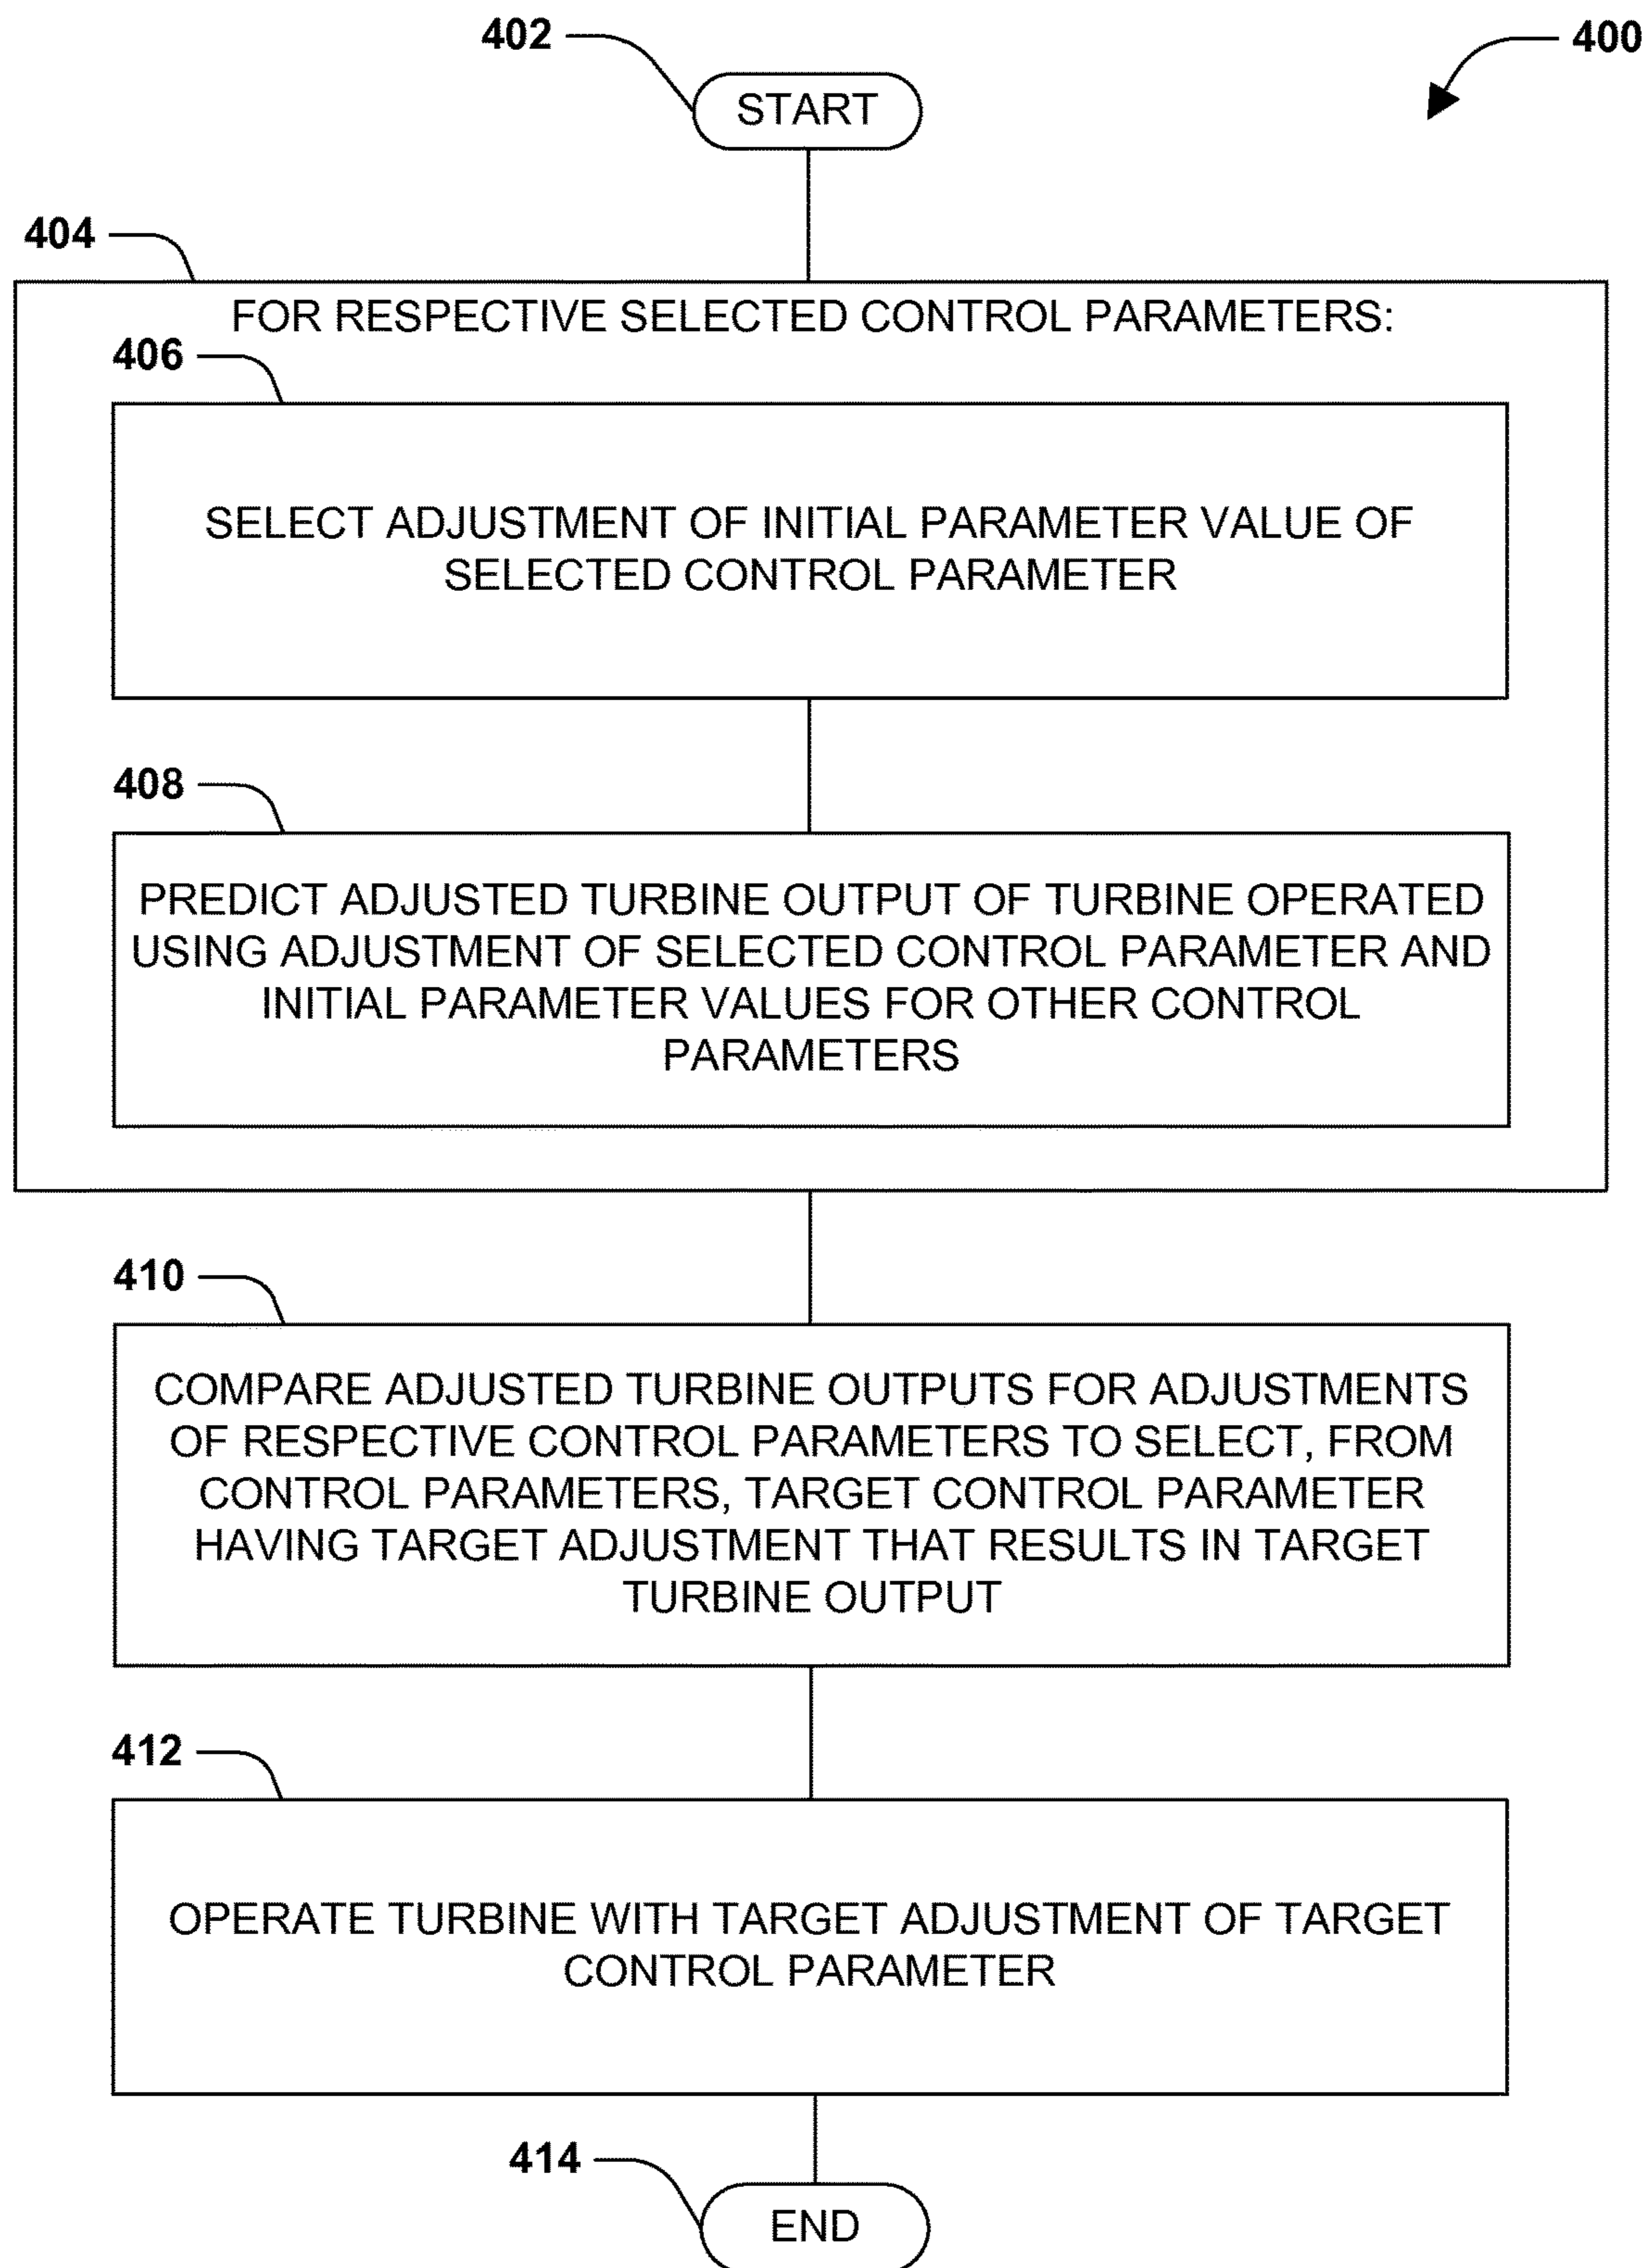 402
400
START
404
FOR RESPECTIVE SELECTED CONTROL PARAMETERS:
406
SELECT ADJUSTMENT OF INITIAL PARAMETER VALUE OF
SELECTED CONTROL PARAMETER
408
PREDICT ADJUSTED TURBINE OUTPUT OF TURBINE OPERATED
USING ADJUSTMENT OF SELECTED CONTROL PARAMETER AND
INITIAL PARAMETER VALUES FOR OTHER CONTROL
PARAMETERS
410
COMPARE ADJUSTED TURBINE OUTPUTS FOR ADJUSTMENTS
OF RESPECTIVE CONTROL PARAMETERS TO SELECT, FROM
CONTROL PARAMETERS, TARGET CONTROL PARAMETER
HAVING TARGET ADJUSTMENT THAT RESULTS IN TARGET
TURBINE OUTPUT
412
OPERATE TURBINE WITH TARGET ADJUSTMENT OF TARGET
CONTROL PARAMETER
414
END